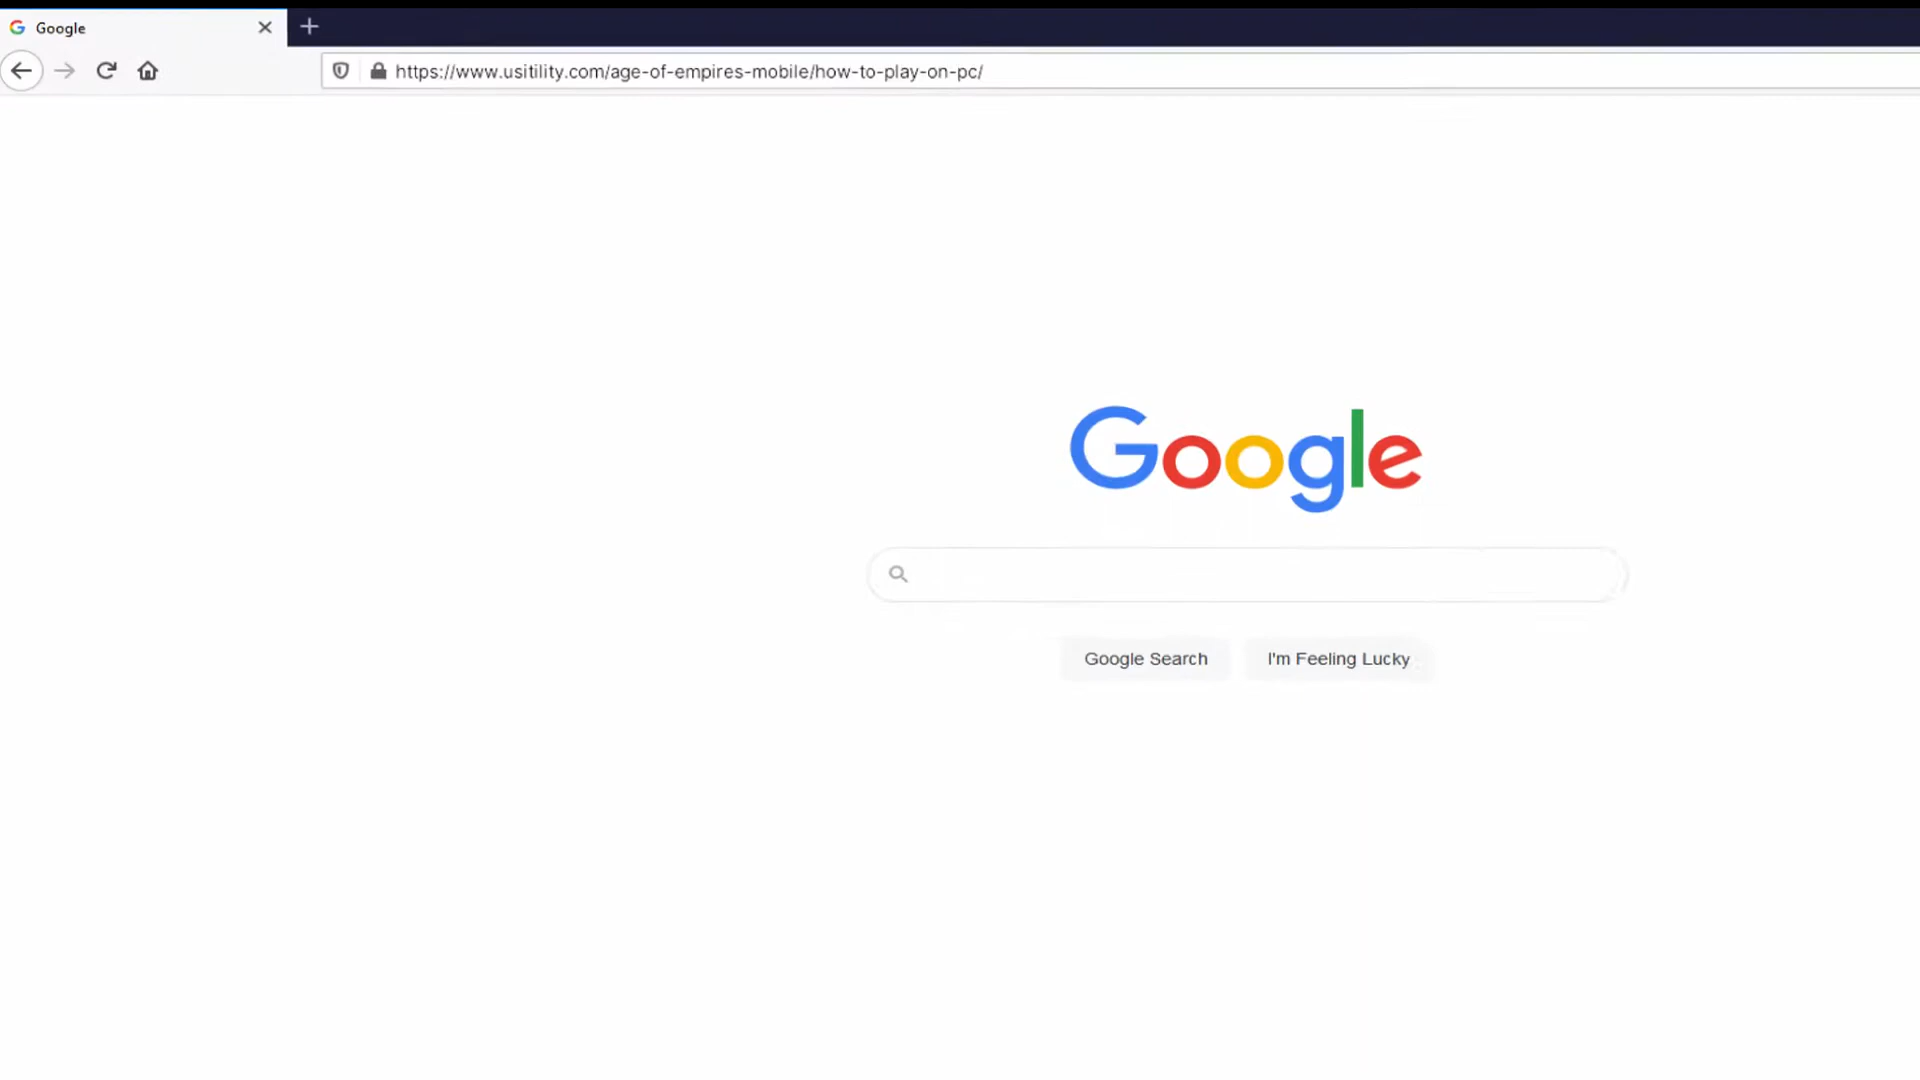 Google
https://www.usitility.com/age-of-empires-mobile/how-to-play-on-pc/
Google
Google Search
I'm Feeling Lucky